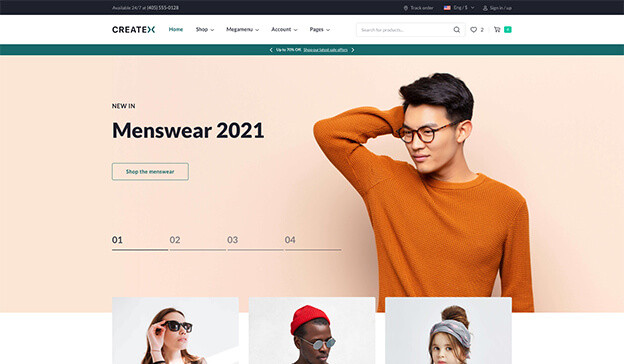 Available 24/7 at (405) 555-0128
Track order
Eng / $
Sign in / up
CREATEX
Home
Shop
Megamenu
Account
Pages
Search for products...
2
4
Up to 70% Off. Shop our latest sale offers
NEW IN
Menswear 2021
Shop the menswear
01
02
03
04